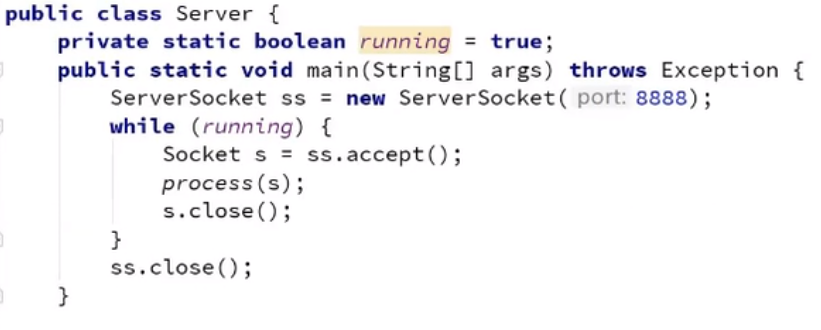 public class Server {
    private static boolean running = true;
    public static void main(String[] args) throws Exception {
        ServerSocket ss = new ServerSocket( port: 8888);
        while (running) {
            Socket s = ss.accept();
            process(s);
            s.close();
        }
        ss.close();
    }